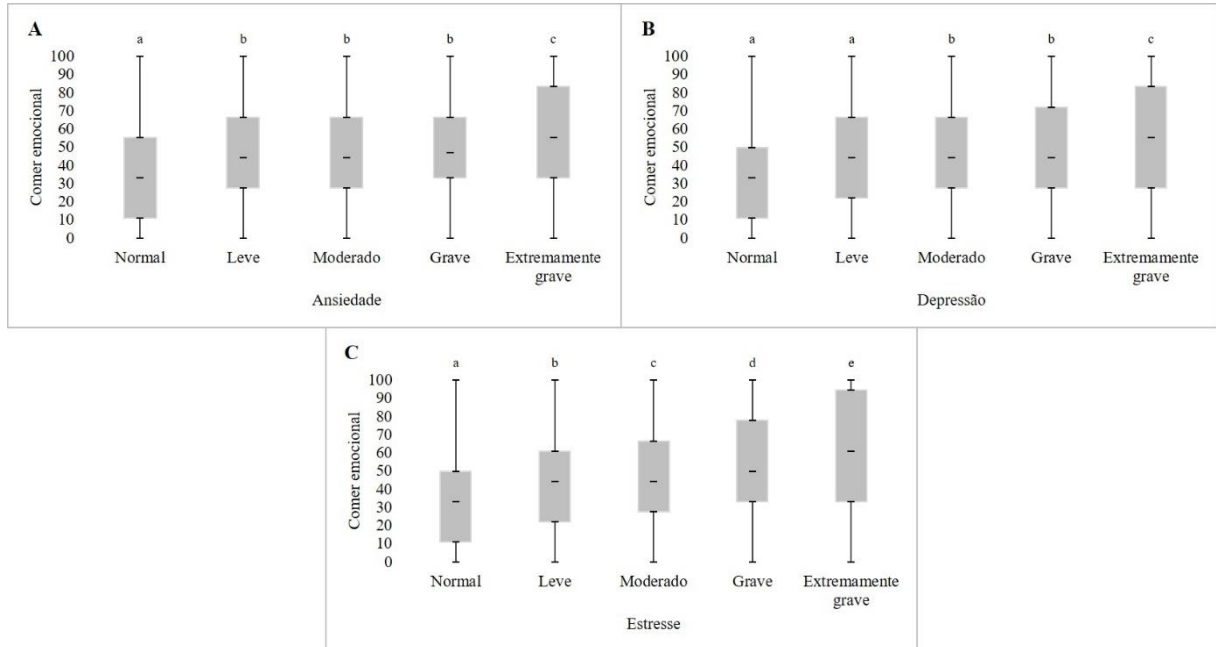 A
a b b b c
Comer emocional
100
90
80
70
60
50
40
30
20
10
0
Normal Leve Moderado Grave Extremamente
grave
Ansiedade
B
a a b b c
Comer emocional
100
90
80
70
60
50
40
30
20
10
0
Normal Leve Moderado Grave Extremamente
grave
Depressão
C
a b c d e
Comer emocional
100
90
80
70
60
50
40
30
20
10
0
Normal Leve Moderado Grave Extremamente
grave
Estresse